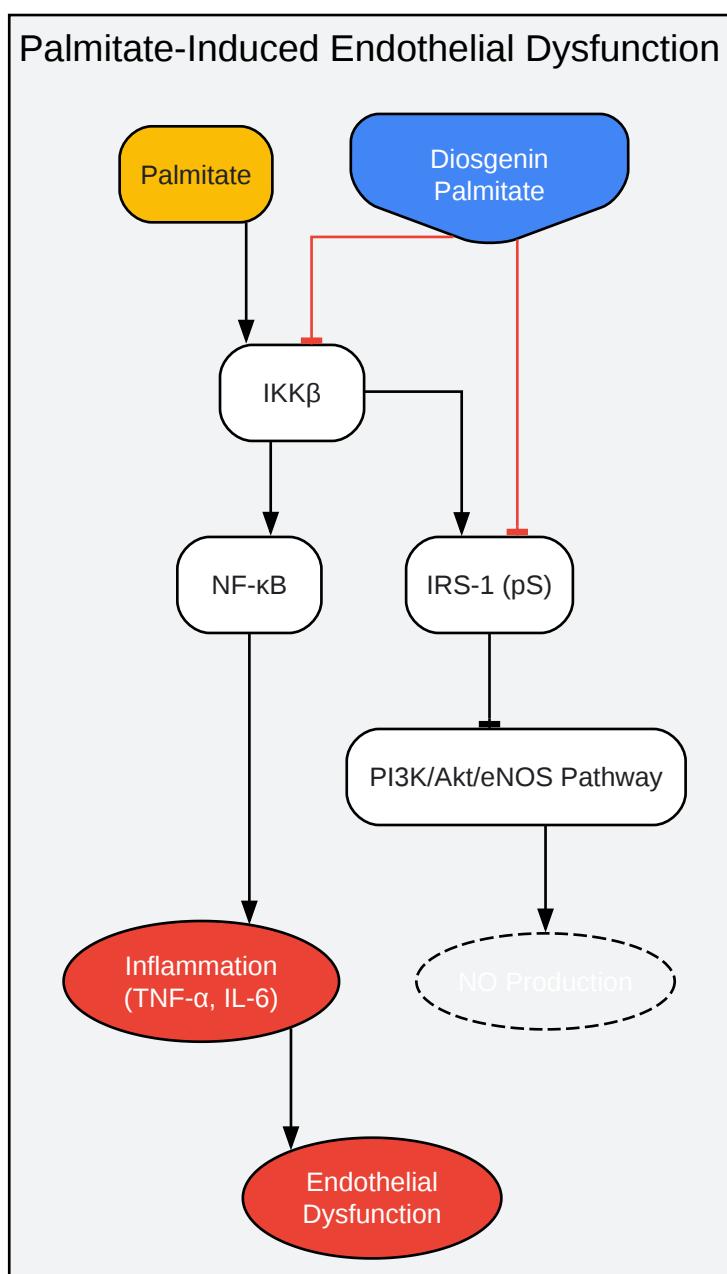 Palmitate-Induced Endothelial Dysfunction
Palmitate
Diosgenin
Palmitate
IKKβ
NF-κB
IRS-1 (pS)
PI3K/Akt/eNOS Pathway
Inflammation
(TNF-α, IL-6)
NO Production
Endothelial
Dysfunction